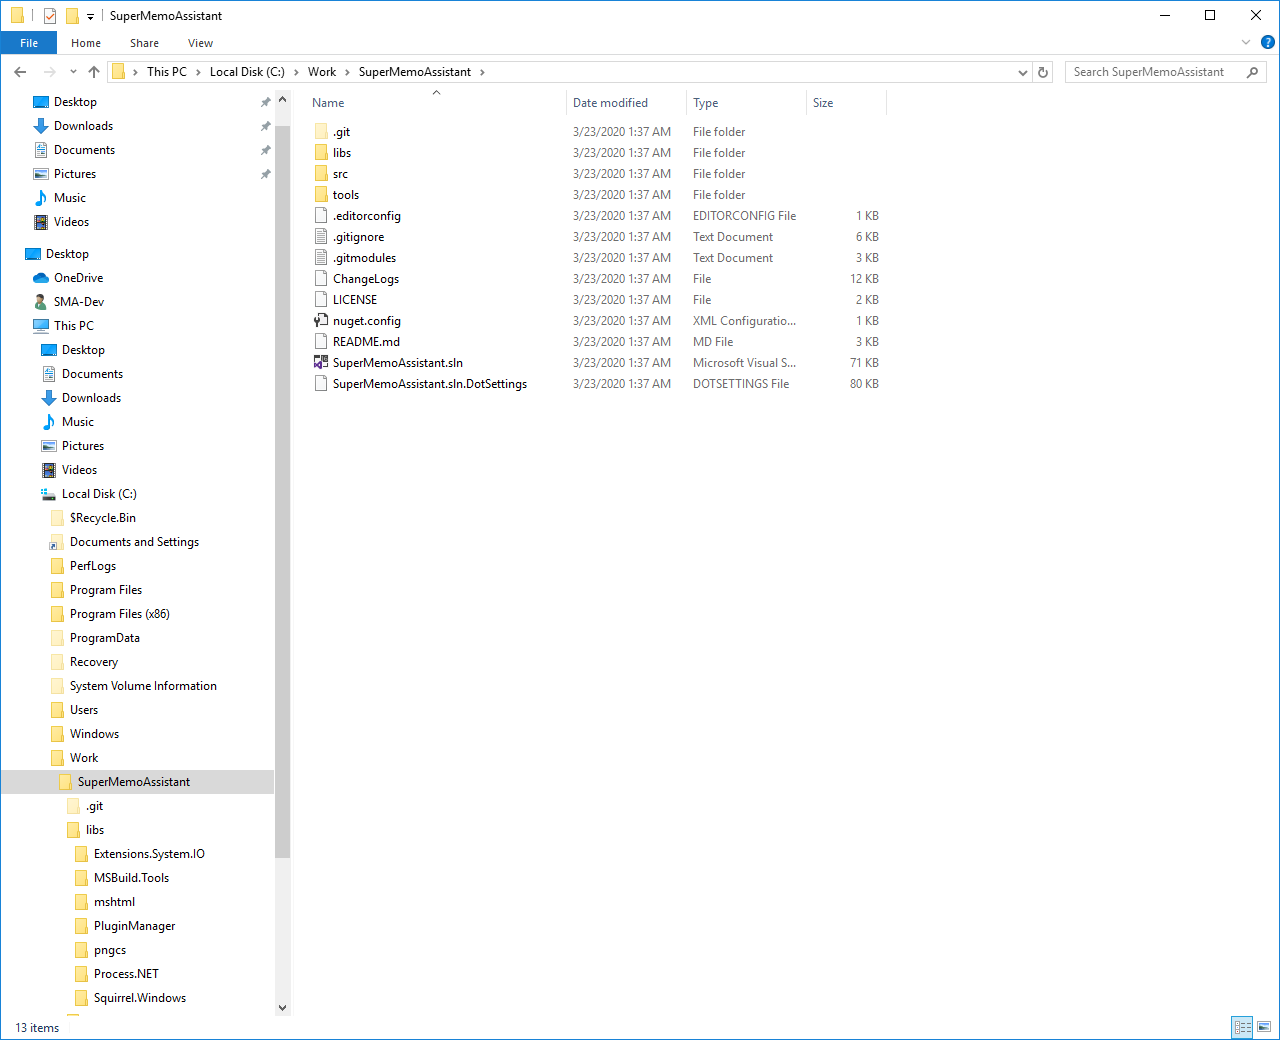 SuperMemoAssistant
File Home Share View
This PC Local Disk (C:) Work SuperMemoAssistant Search SuperMemoAssistant
Desktop
Downloads
Documents
Pictures
Music
Videos
Desktop
OneDrive
SMA-Dev
This PC
Desktop
Documents
Downloads
Music
Pictures
Videos
Local Disk (C:)
$Recycle.Bin
Documents and Settings
PerfLogs
Program Files
Program Files (x86)
ProgramData
Recovery
System Volume Information
Users
Windows
Work
SuperMemoAssistant
.git
libs
Extensions.System.IO
MSBuild.Tools
mshtml
PluginManager
pngcs
Process.NET
Squirrel.Windows
Name Date modified Type Size
.git 3/23/2020 1:37 AM File folder
libs 3/23/2020 1:37 AM File folder
src 3/23/2020 1:37 AM File folder
tools 3/23/2020 1:37 AM File folder
.editorconfig 3/23/2020 1:37 AM EDITORCONFIG File 1 KB
.gitignore 3/23/2020 1:37 AM Text Document 6 KB
.gitmodules 3/23/2020 1:37 AM Text Document 3 KB
ChangeLogs 3/23/2020 1:37 AM File 12 KB
LICENSE 3/23/2020 1:37 AM File 2 KB
nuget.config 3/23/2020 1:37 AM XML Configuratio... 1 KB
README.md 3/23/2020 1:37 AM MD File 3 KB
SuperMemoAssistant.sln 3/23/2020 1:37 AM Microsoft Visual S... 71 KB
SuperMemoAssistant.sln.DotSettings 3/23/2020 1:37 AM DOTSETTINGS File 80 KB
13 items